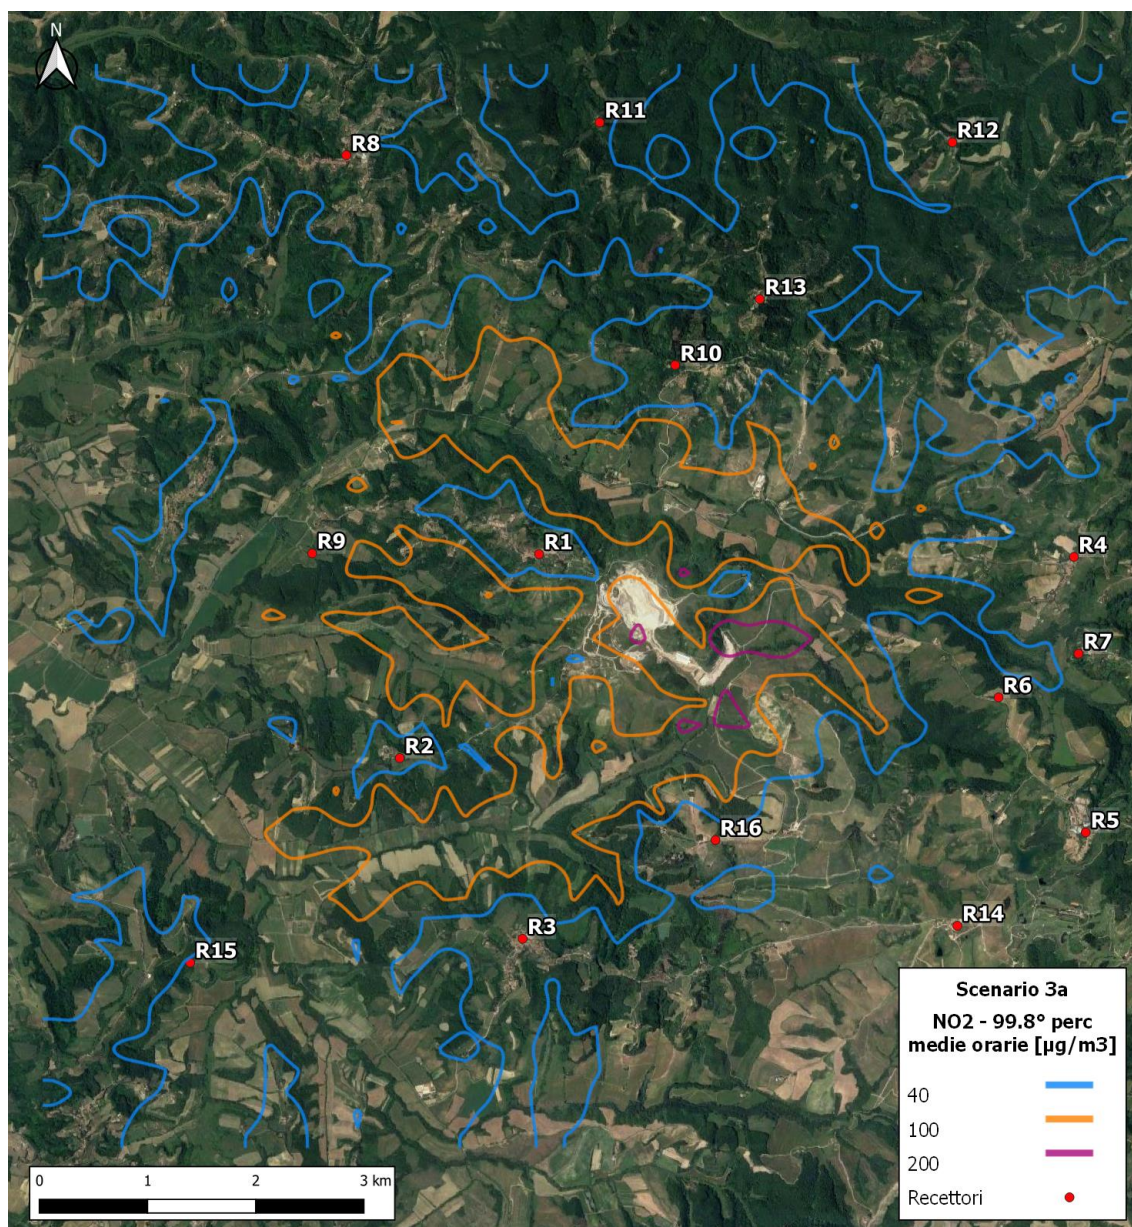 N
R11
R12
R8
R13
R10
R9
R1
R4
R7
R6
R2
R16
R5
R3
R14
R15
Scenario 3a
NO2 - 99.8° perc
medie orarie [µg/m3]
40
100
200
Recettori
0 1 2 3 km